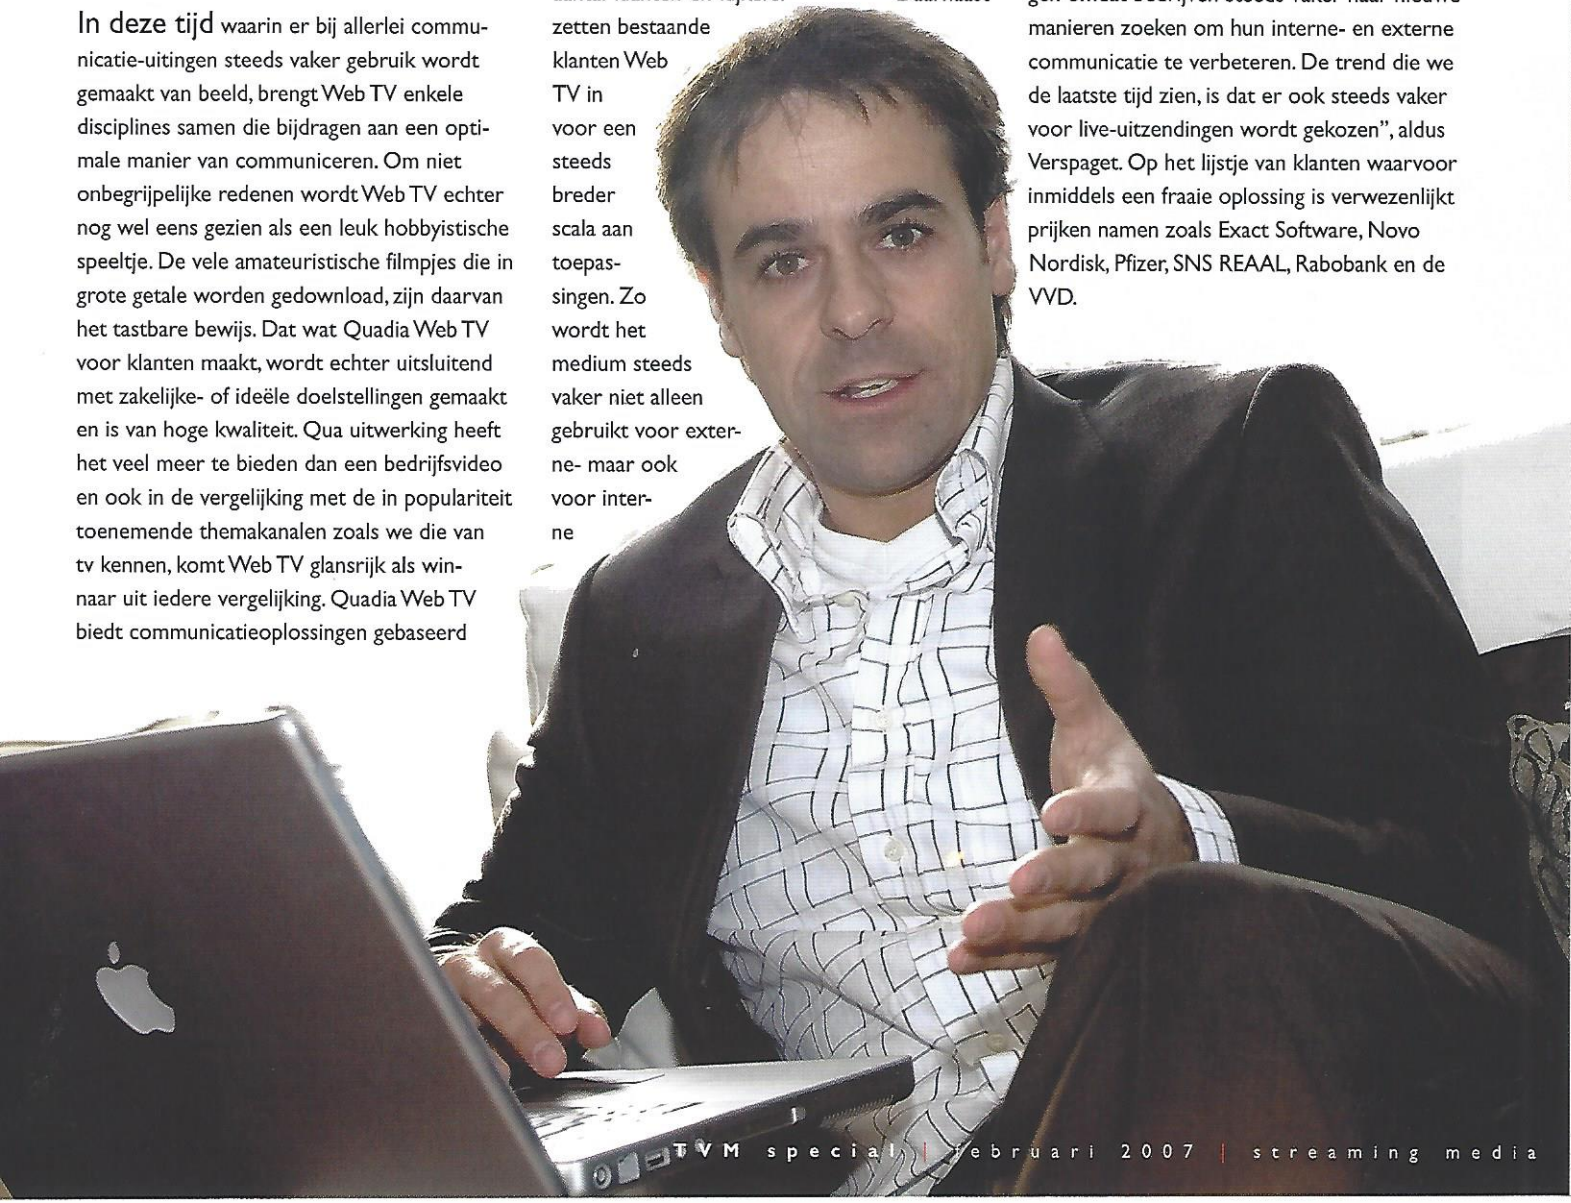 In deze tijd waarin er bij allerlei commu-
nicatie-uitingen steeds vaker gebruik wordt
gemaakt van beeld, brengt Web TV enkele
disciplines samen die bijdragen aan een opti-
male manier van communiceren. Om niet
onbegrijpelijke redenen wordt Web TV echter
nog wel eens gezien als een leuk hobbyistische
speeltje. De vele amateuristische filmpjes die in
grote getale worden gedownload, zijn daarvan
het tastbare bewijs. Dat wat Quadia Web TV
voor klanten maakt, wordt echter uitsluitend
met zakelijke- of ideële doelstellingen gemaakt
en is van hoge kwaliteit. Qua uitwerking heeft
het veel meer te bieden dan een bedrijfsvideo
en ook in de vergelijking met de in populariteit
toenemende themakanalen zoals we die van
tv kennen, komt Web TV glansrijk als win-
naar uit iedere vergelijking. Quadia Web TV
biedt communicatieoplossingen gebaseerd
zetten bestaande
klanten Web
TV in
voor een
steeds
breder
scala aan
toepas-
singen. Zo
wordt het
medium steeds
vaker niet alleen
gebruikt voor exter-
ne- maar ook
voor inter-
ne
manieren zoeken om hun interne- en externe
communicatie te verbeteren. De trend die we
de laatste tijd zien, is dat er ook steeds vaker
voor live-uitzendingen wordt gekozen”, aldus
Verspaget. Op het lijstje van klanten waarvoor
inmiddels een fraaie oplossing is verwezenlijkt
prijken namen zoals Exact Software, Novo
Nordisk, Pfizer, SNS REAAL, Rabobank en de
VVD.
TVM special | februari 2007 | streaming media